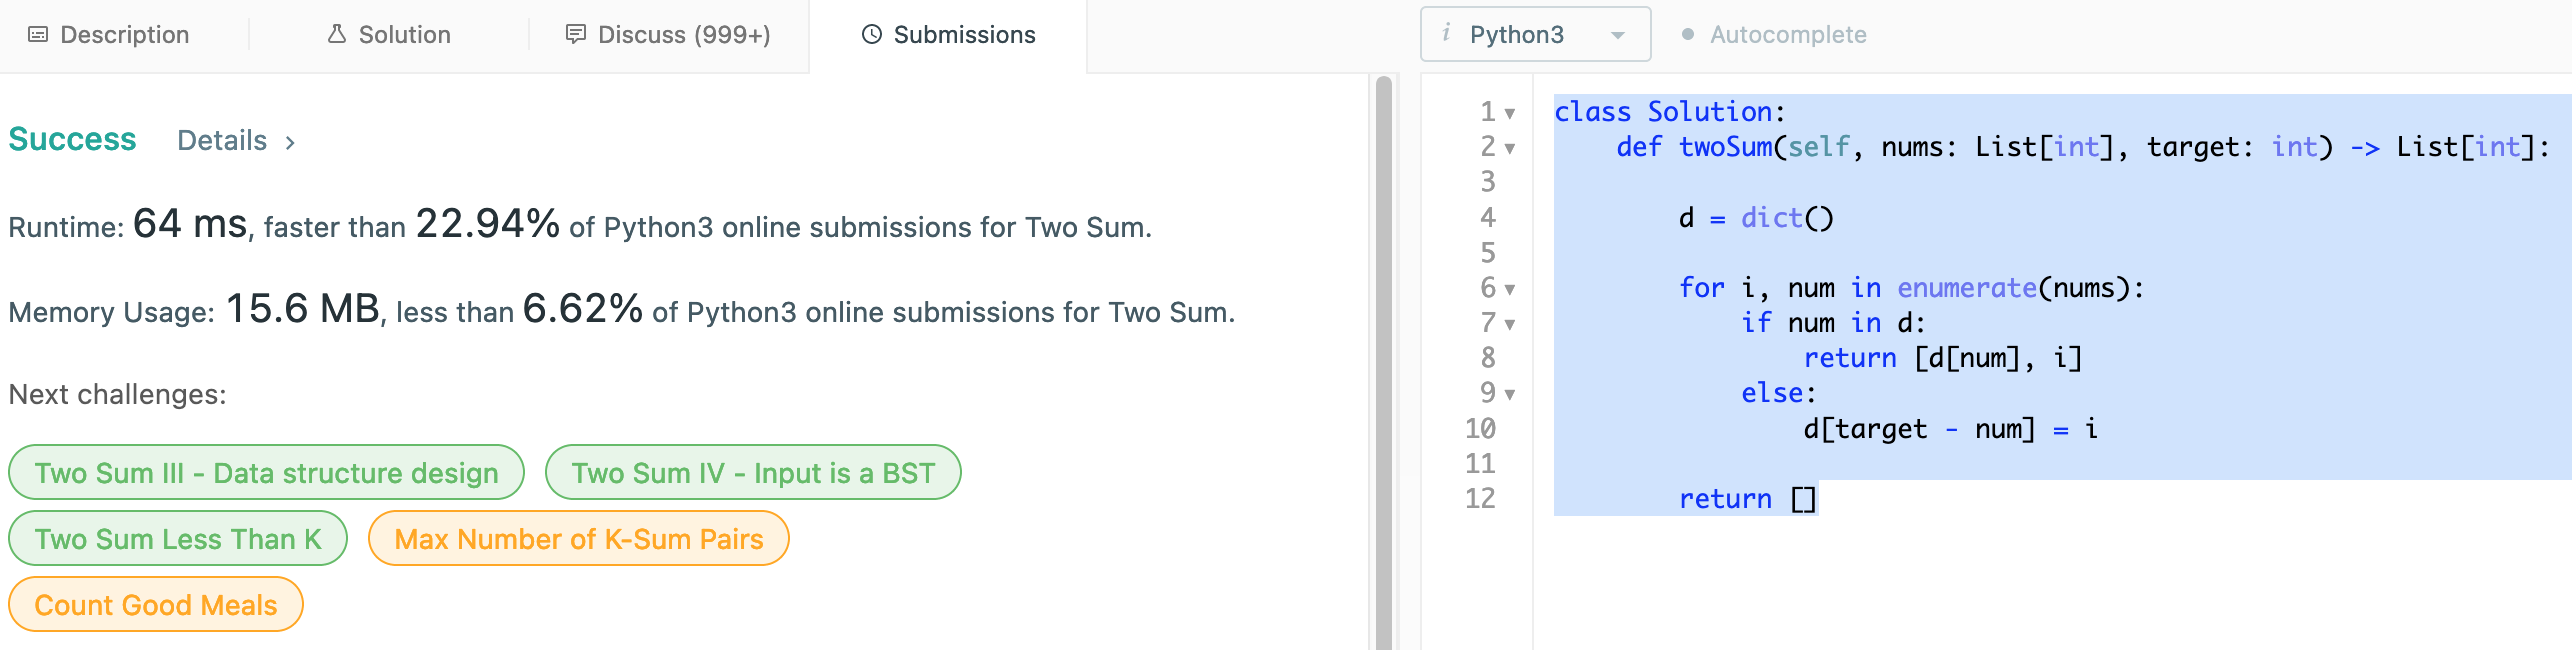 Description
Solution
Discuss (999+)
Submissions
Success Details >
Runtime: 64 ms, faster than 22.94% of Python3 online submissions for Two Sum.
Memory Usage: 15.6 MB, less than 6.62% of Python3 online submissions for Two Sum.
Next challenges:
Two Sum III - Data structure design
Two Sum IV - Input is a BST
Two Sum Less Than K
Max Number of K-Sum Pairs
Count Good Meals
i Python3
Autocomplete
1 class Solution:
2     def twoSum(self, nums: List[int], target: int) -> List[int]:
3
4         d = dict()
5
6         for i, num in enumerate(nums):
7             if num in d:
8                 return [d[num], i]
9             else:
10                 d[target - num] = i
11
12         return []